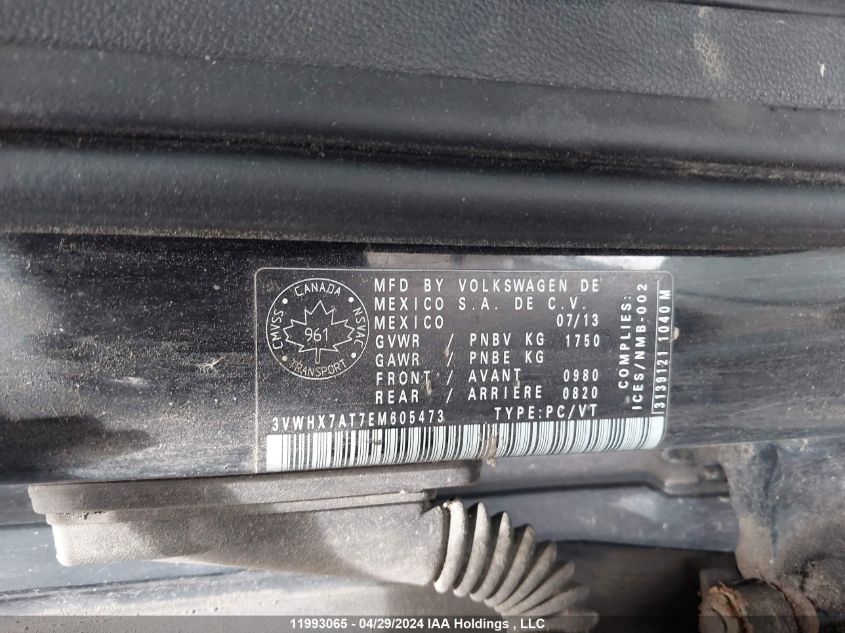 CMVSS CANADA NSVAC TRANSPORT
961
MFD BY VOLKSWAGEN DE
MEXICO S.A. DE C.V.
MEXICO 07/13
GVWR / PNBV KG 1750
GAWR / PNBE KG
FRONT / AVANT 0980
REAR / ARRIERE 0820
3VWHX7AT7EM605473 TYPE:PC/VT
COMPLIES:
ICES/NMB-002
3139121 1040 M
11993065 - 04/29/2024 IAA Holdings , LLC